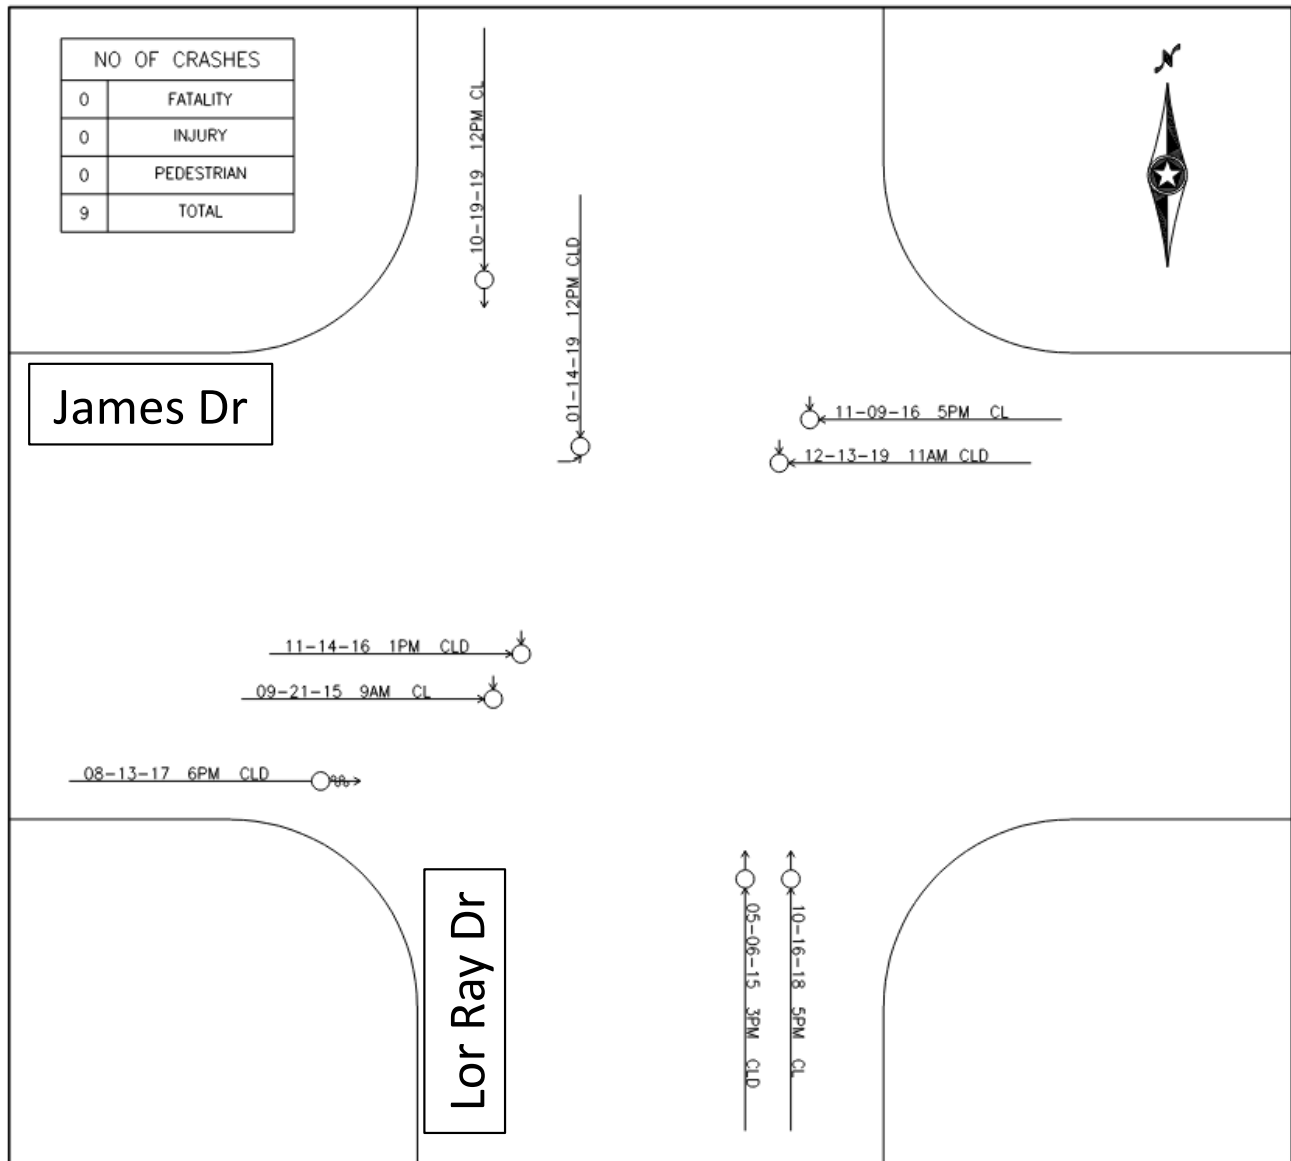 NO OF CRASHES
0 FATALITY
0 INJURY
0 PEDESTRIAN
9 TOTAL
N
10-19-19 12PM CL
01-14-19 12PM CLD
James Dr
11-09-16 5PM CL
12-13-19 11AM CLD
11-14-16 1PM CLD
09-21-15 9AM CL
08-13-17 6PM CLD
Lor Ray Dr
05-06-15 3PM CLD
10-16-18 5PM CL